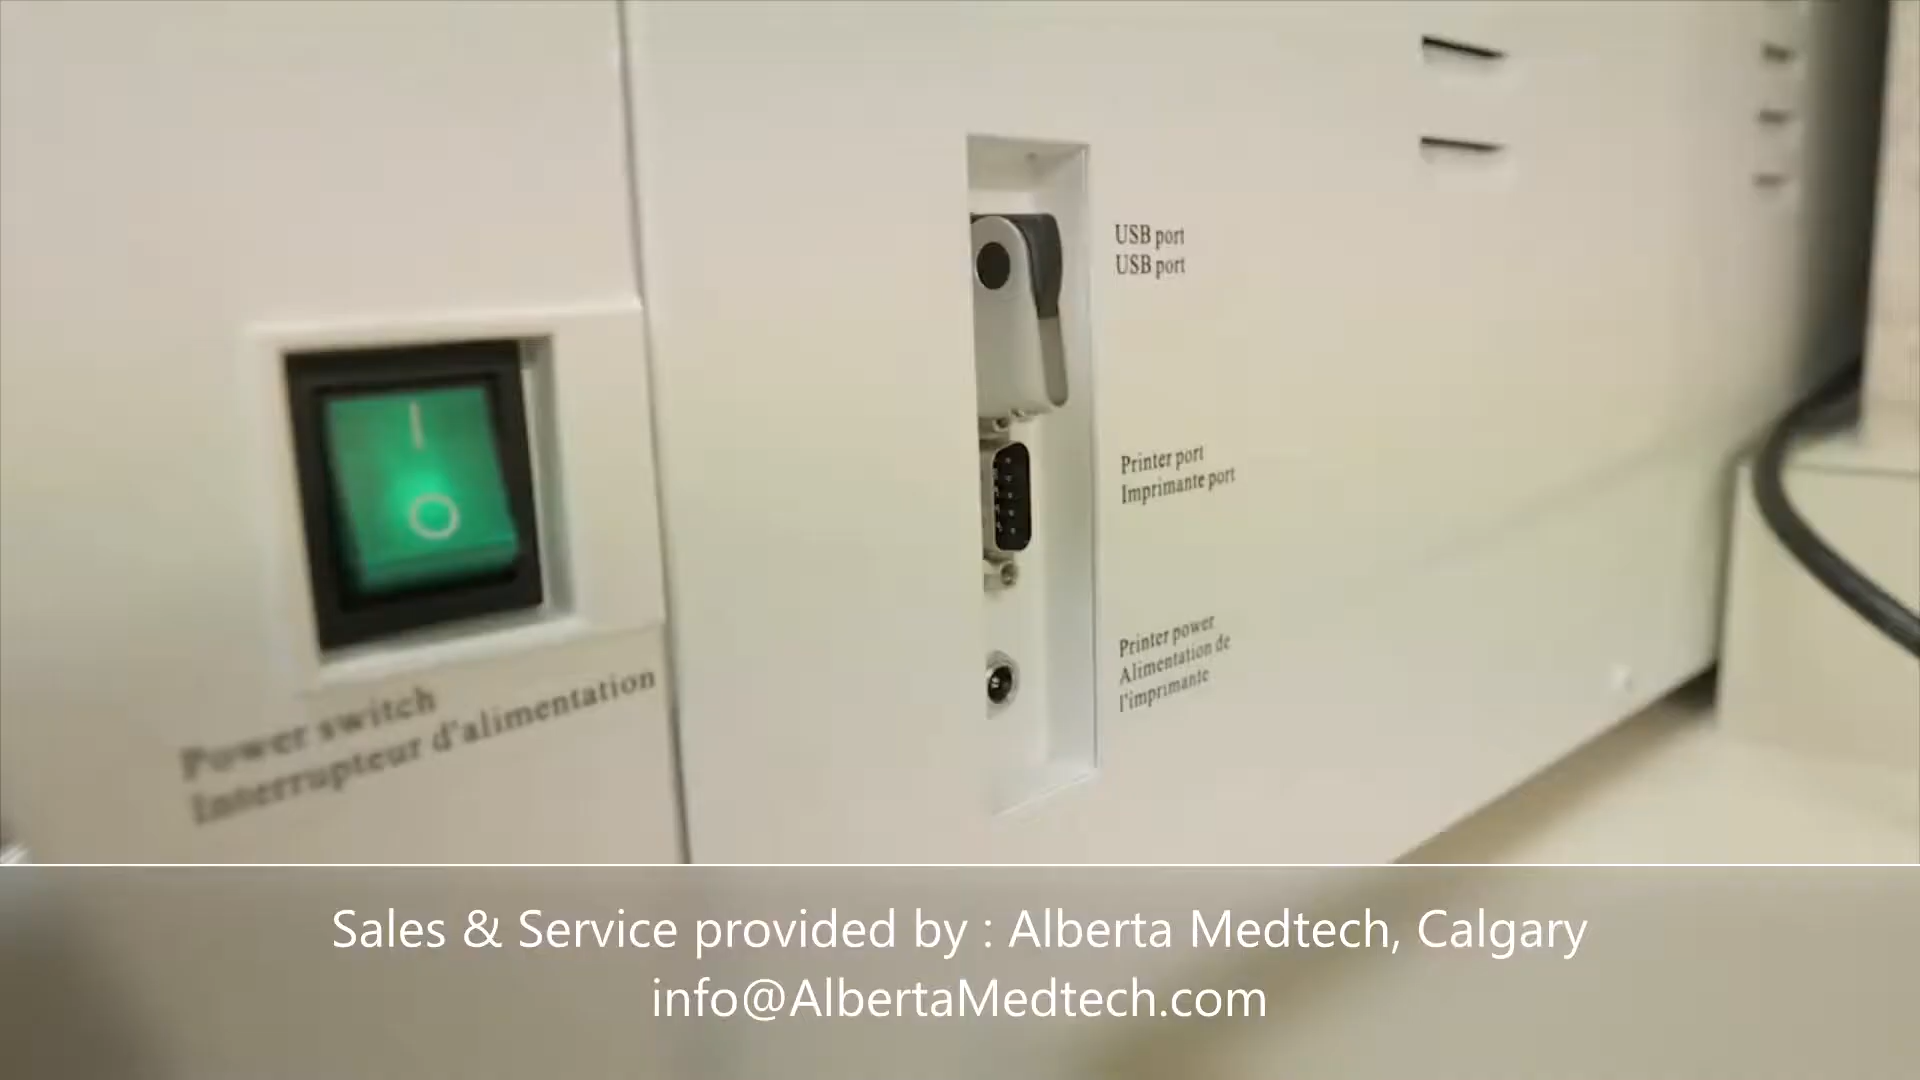 USB port
USB port
Printer port
Imprimante port
Printer power
Alimentation de
l'imprimante
Power switch
Interrupteur d'alimentation
Sales & Service provided by : Alberta Medtech, Calgary
info@AlbertaMedtech.com